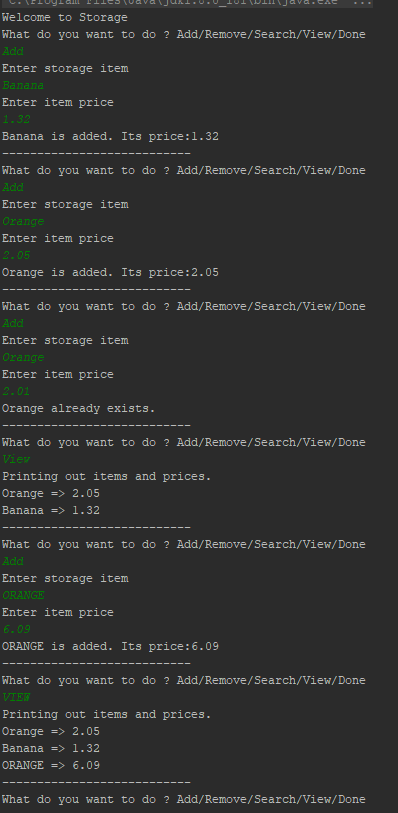 Welcome to Storage
What do you want to do ? Add/Remove/Search/View/Done
Add
Enter storage item
Banana
Enter item price
1.32
Banana is added. Its price:1.32
---------------------------
What do you want to do ? Add/Remove/Search/View/Done
Add
Enter storage item
Orange
Enter item price
2.05
Orange is added. Its price:2.05
---------------------------
What do you want to do ? Add/Remove/Search/View/Done
Add
Enter storage item
Orange
Enter item price
2.01
Orange already exists.
---------------------------
What do you want to do ? Add/Remove/Search/View/Done
View
Printing out items and prices.
Orange => 2.05
Banana => 1.32
---------------------------
What do you want to do ? Add/Remove/Search/View/Done
Add
Enter storage item
ORANGE
Enter item price
6.09
ORANGE is added. Its price:6.09
---------------------------
What do you want to do ? Add/Remove/Search/View/Done
VIEW
Printing out items and prices.
Orange => 2.05
Banana => 1.32
ORANGE => 6.09
---------------------------
What do you want to do ? Add/Remove/Search/View/Done